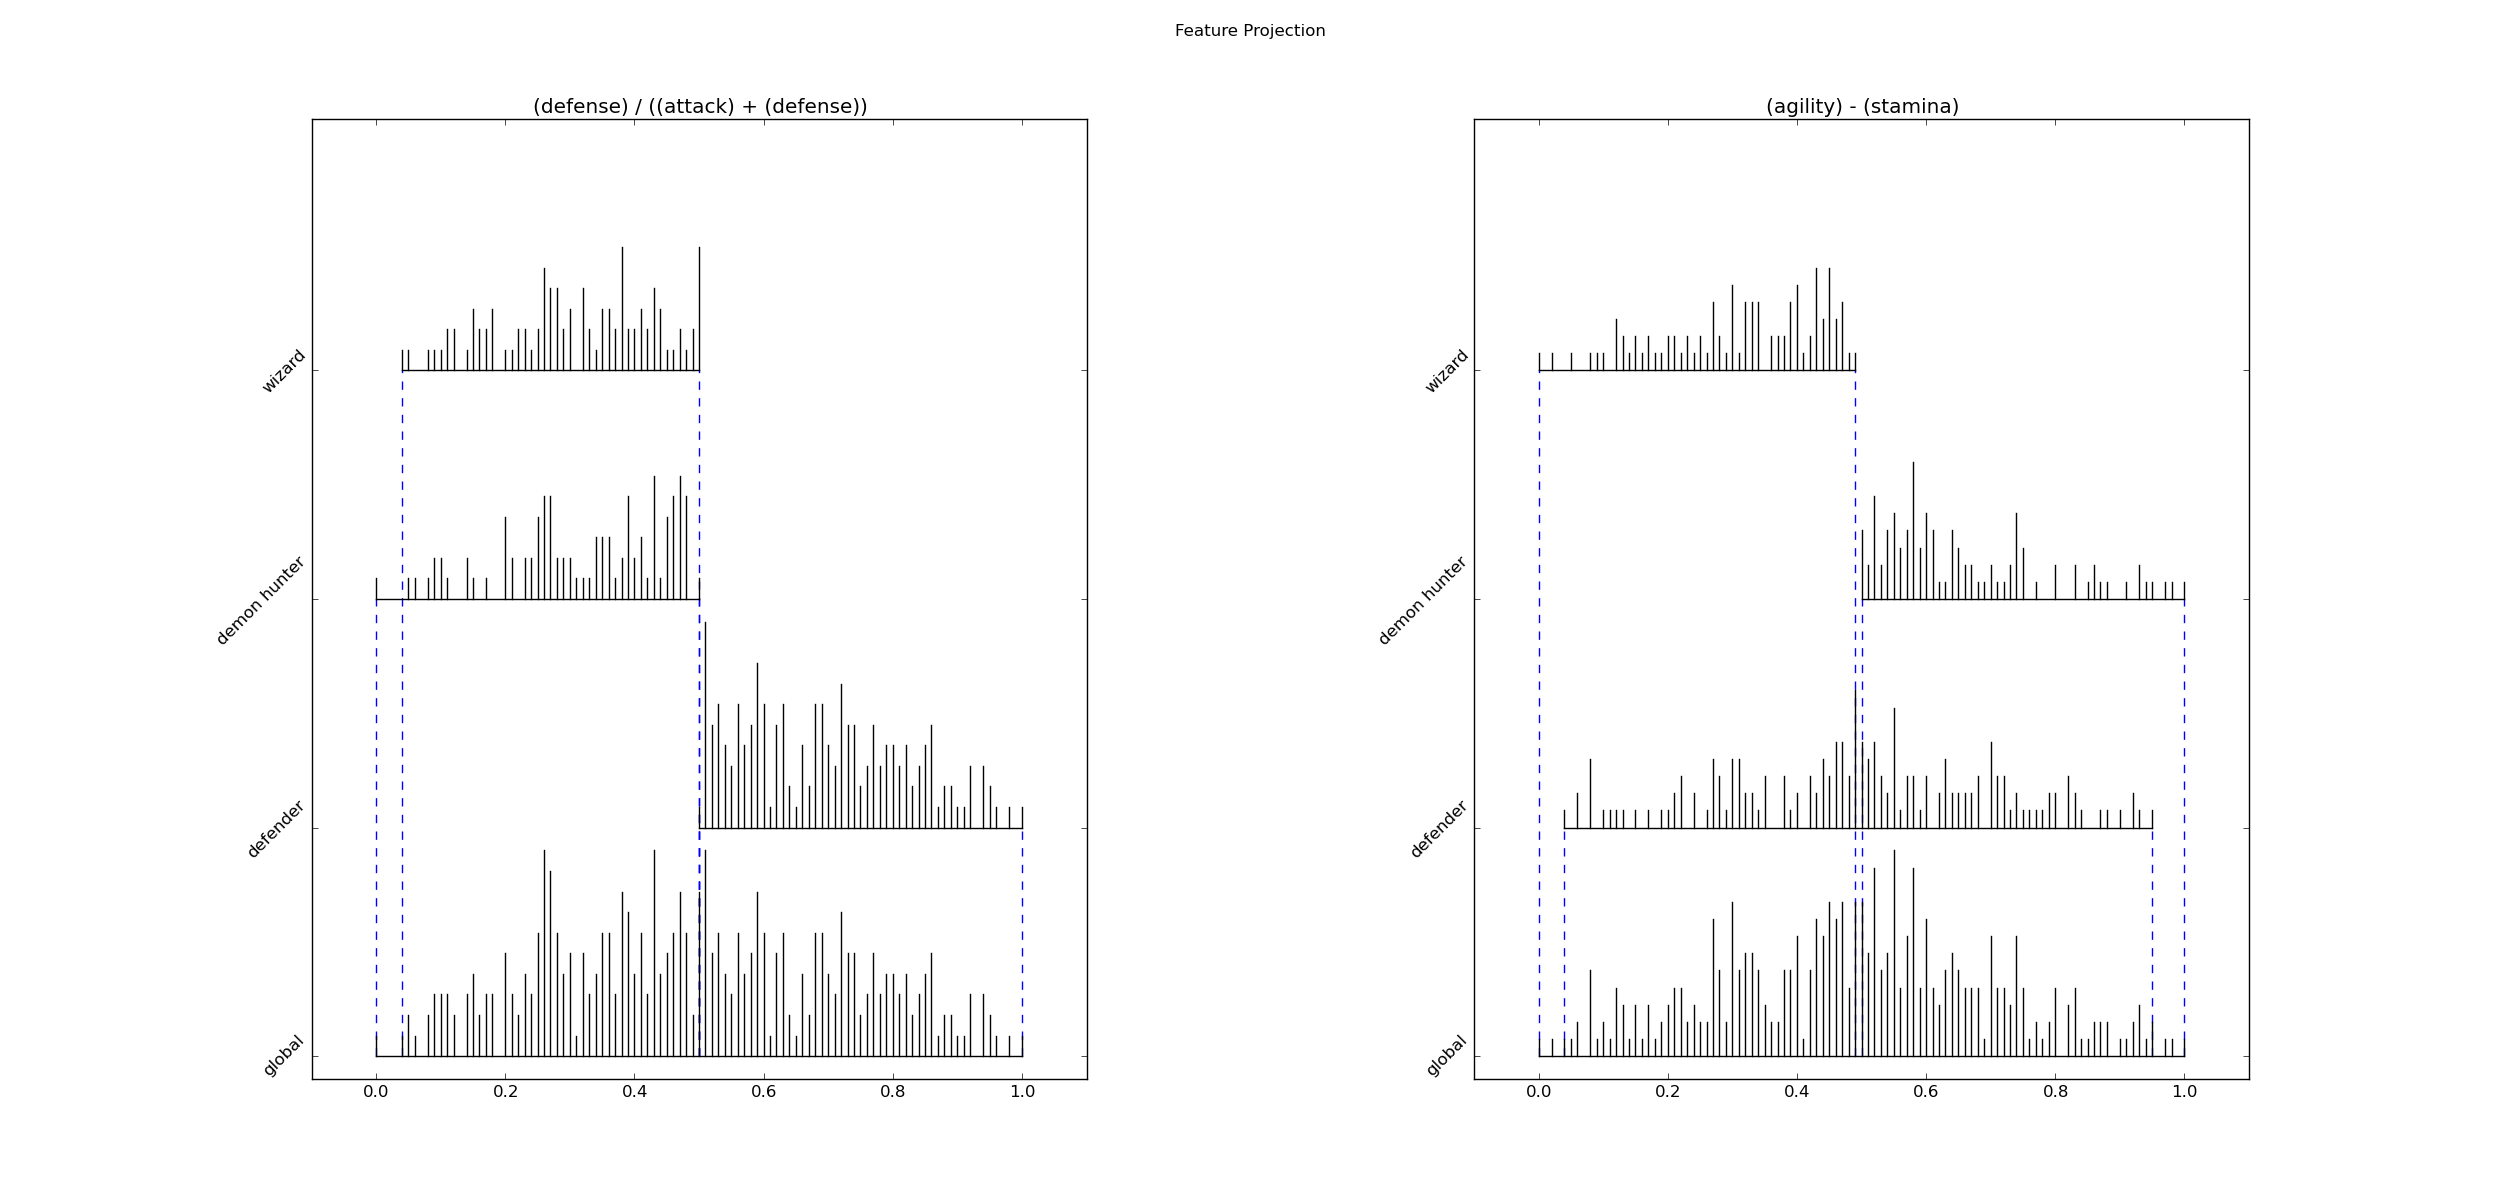 Feature Projection
(defense) / ((attack) + (defense))
wizard
demon hunter
defender
global
0.0 0.2 0.4 0.6 0.8 1.0
(agility) - (stamina)
wizard
demon hunter
defender
global
0.0 0.2 0.4 0.6 0.8 1.0